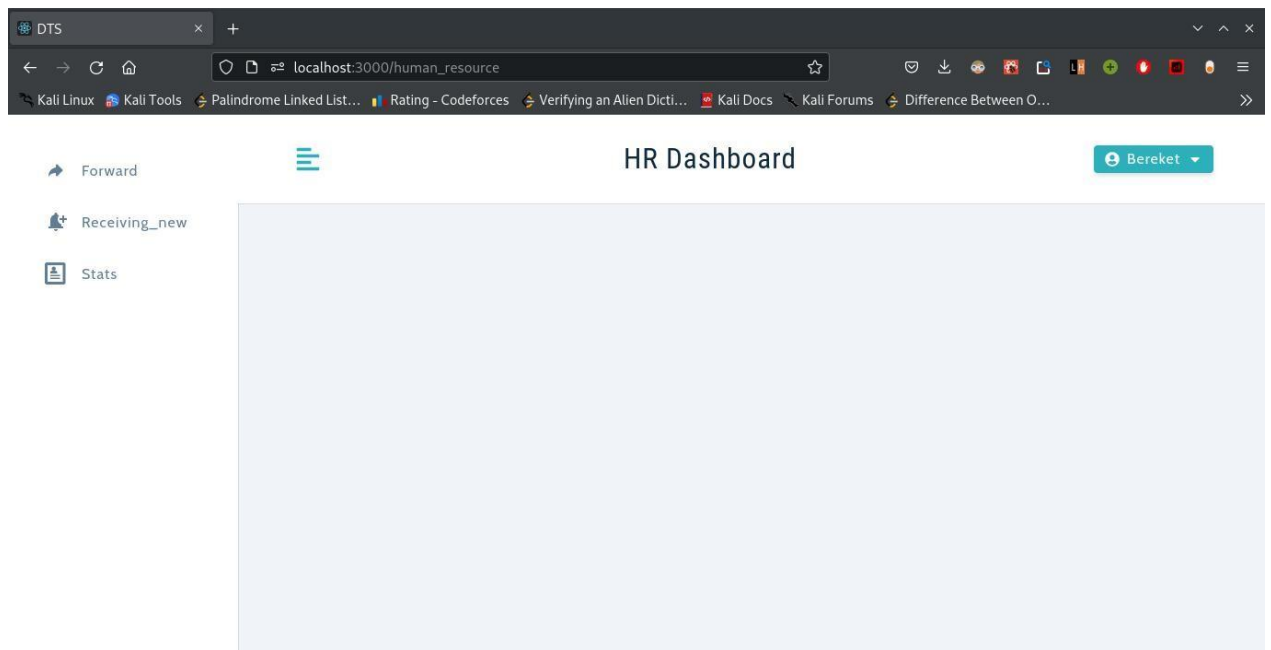 DTS
localhost:3000/human_resource
Kali Linux Kali Tools Palindrome Linked List... Rating - Codeforces Verifying an Alien Dicti... Kali Docs Kali Forums Difference Between O...
HR Dashboard
Bereket
Forward
Receiving_new
Stats